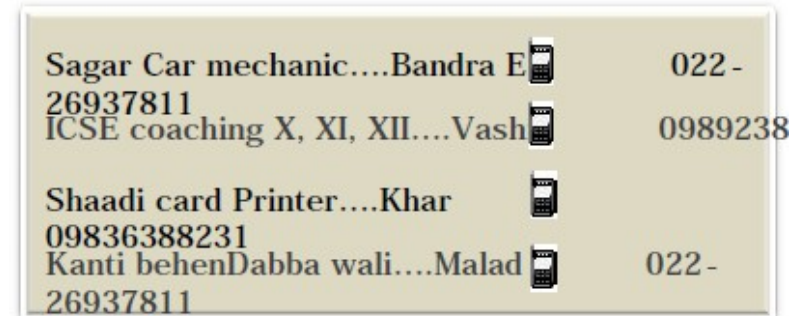 Sagar Car mechanic....Bandra E 022-
26937811
ICSE coaching X, XI, XII....Vash 0989238
Shaadi card Printer....Khar
09836388231
Kanti behenDabba wali....Malad 022-
26937811